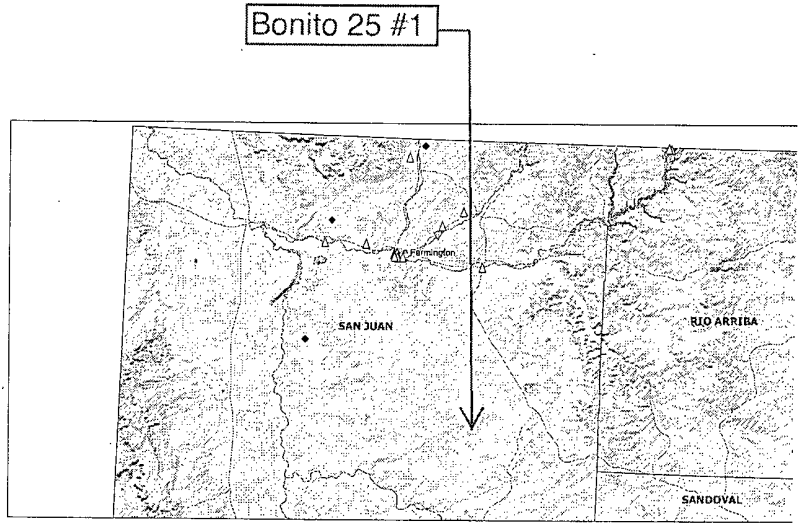 Bonito 25 #1
Farmington
SAN JUAN
RIO ARRIBA
SANDOVAL